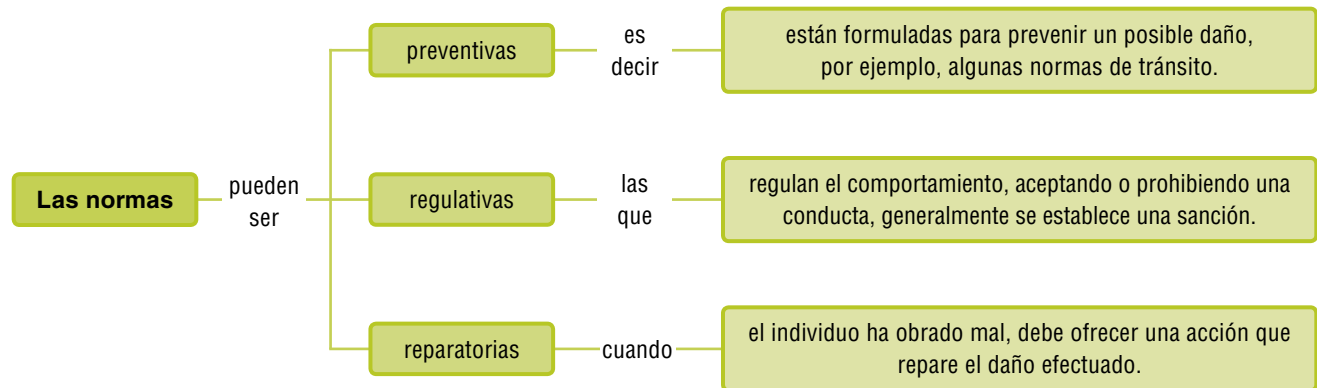 Las normas
pueden
ser
preventivas
es
decir
están formuladas para prevenir un posible daño,
por ejemplo, algunas normas de tránsito.
regulativas
las
que
regulan el comportamiento, aceptando o prohibiendo una
conducta, generalmente se establece una sanción.
reparatorias
cuando
el individuo ha obrado mal, debe ofrecer una acción que
repare el daño efectuado.